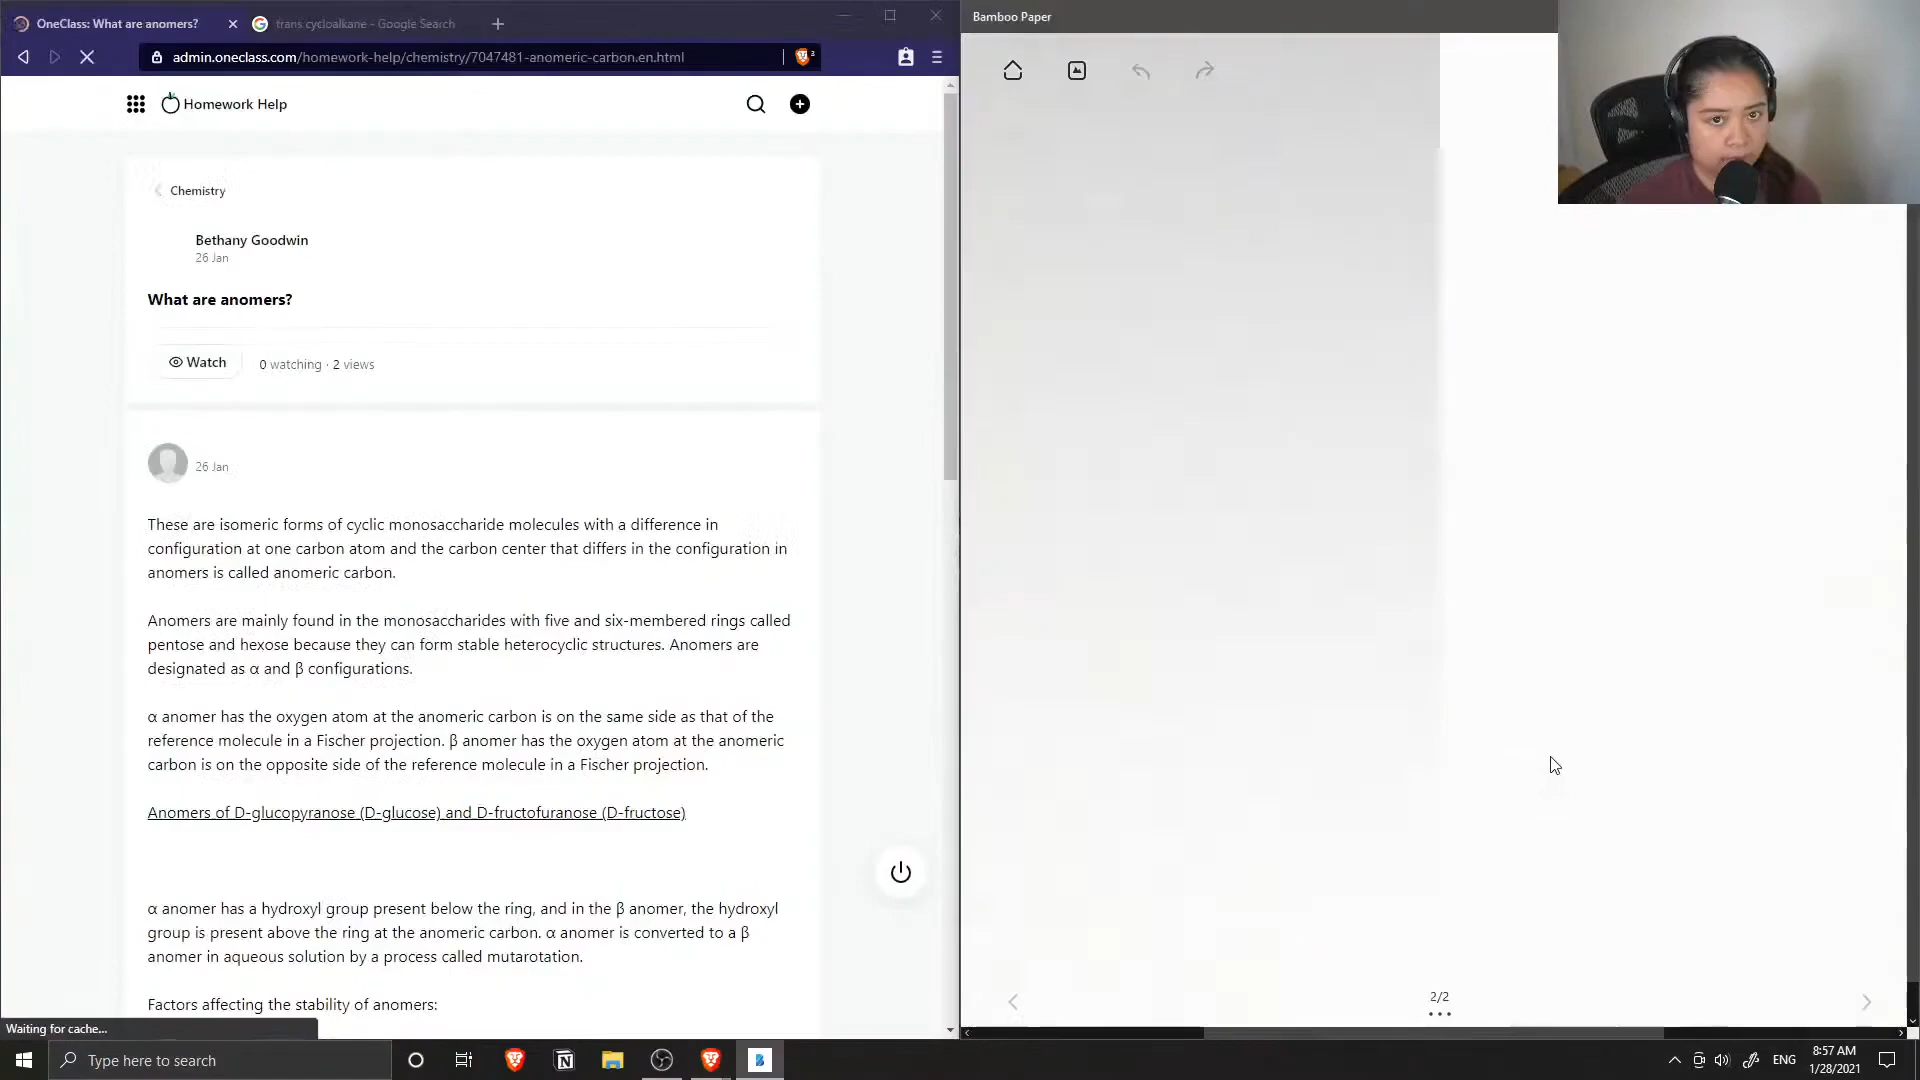 OneClass: What are anomers?
trans cycloalkane - Google Search
Bamboo Paper
admin.oneclass.com/homework-help/chemistry/7047481-anomeric-carbon.en.html
3
Homework Help
Chemistry
Bethany Goodwin
26 Jan
What are anomers?
Watch
0 watching · 2 views
26 Jan
These are isomeric forms of cyclic monosaccharide molecules with a difference in
configuration at one carbon atom and the carbon center that differs in the configuration in
anomers is called anomeric carbon.
Anomers are mainly found in the monosaccharides with five and six-membered rings called
pentose and hexose because they can form stable heterocyclic structures. Anomers are
designated as α and β configurations.
α anomer has the oxygen atom at the anomeric carbon is on the same side as that of the
reference molecule in a Fischer projection. β anomer has the oxygen atom at the anomeric
carbon is on the opposite side of the reference molecule in a Fischer projection.
Anomers of D-glucopyranose (D-glucose) and D-fructofuranose (D-fructose)
α anomer has a hydroxyl group present below the ring, and in the β anomer, the hydroxyl
group is present above the ring at the anomeric carbon. α anomer is converted to a β
anomer in aqueous solution by a process called mutarotation.
Factors affecting the stability of anomers:
2/2
Waiting for cache...
Type here to search
ENG
8:57 AM
1/28/2021